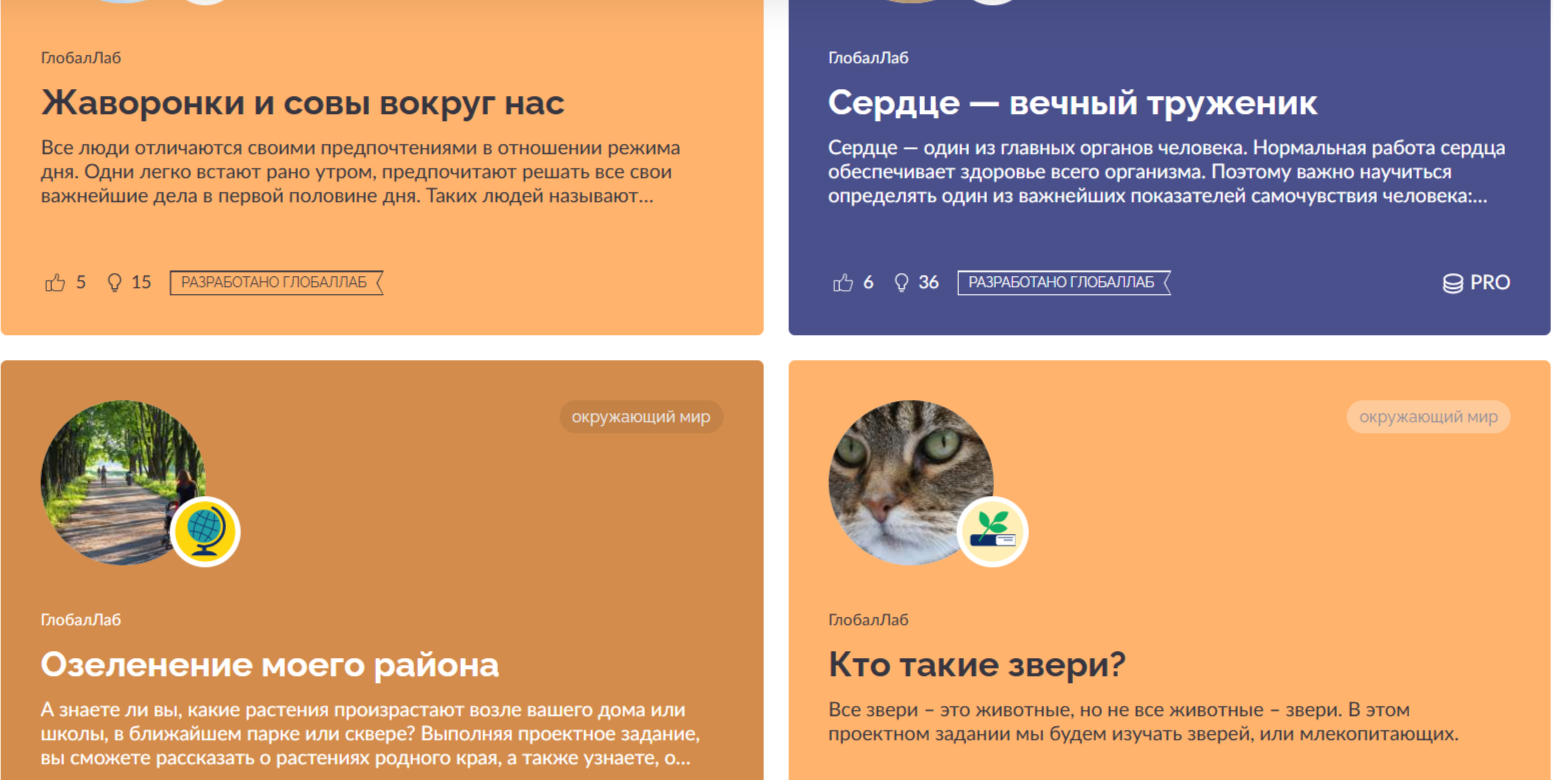 ГлобалЛаб
Жаворонки и совы вокруг нас
Все люди отличаются своими предпочтениями в отношении режима
дня. Одни легко встают рано утром, предпочитают решать все свои
важнейшие дела в первой половине дня. Таких людей называют...
5 15 РАЗРАБОТАНО ГЛОБАЛЛАБ
ГлобалЛаб
Сердце — вечный труженик
Сердце — один из главных органов человека. Нормальная работа сердца
обеспечивает здоровье всего организма. Поэтому важно научиться
определять один из важнейших показателей самочувствия человека:...
6 36 РАЗРАБОТАНО ГЛОБАЛЛАБ PRO
окружающий мир
ГлобалЛаб
Озеленение моего района
А знаете ли вы, какие растения произрастают возле вашего дома или
школы, в ближайшем парке или сквере? Выполняя проектное задание,
вы сможете рассказать о растениях родного края, а также узнаете, о...
окружающий мир
ГлобалЛаб
Кто такие звери?
Все звери – это животные, но не все животные – звери. В этом
проектном задании мы будем изучать зверей, или млекопитающих.